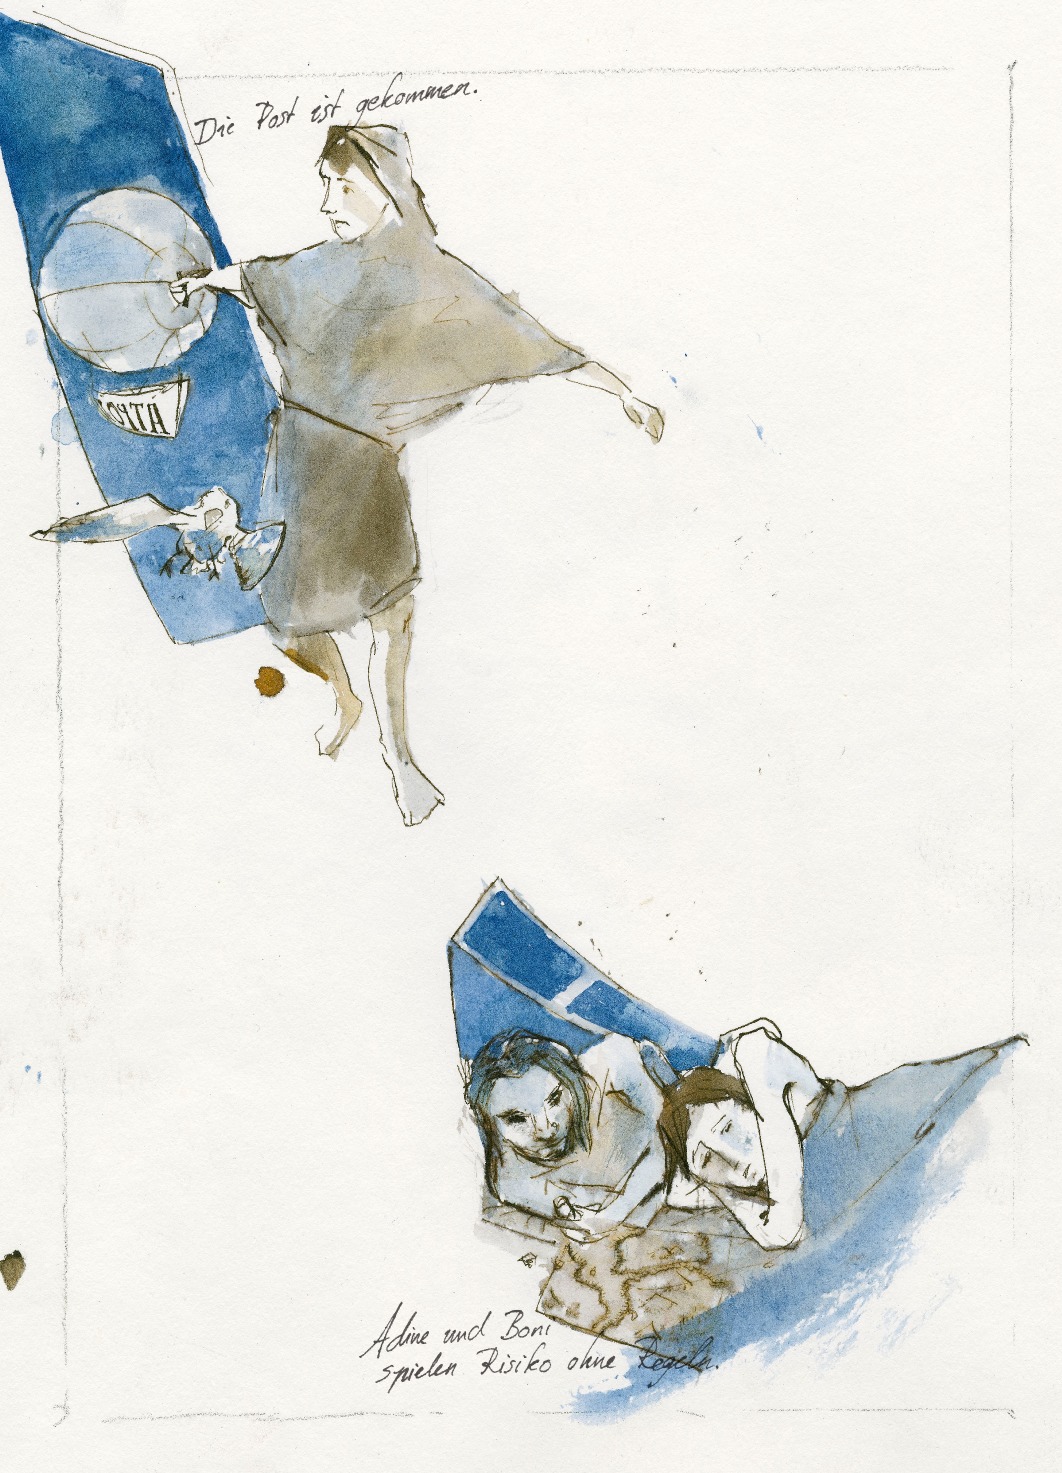 Die Post ist gekommen.
Adine und Boni
spielen Risiko ohne Regeln.